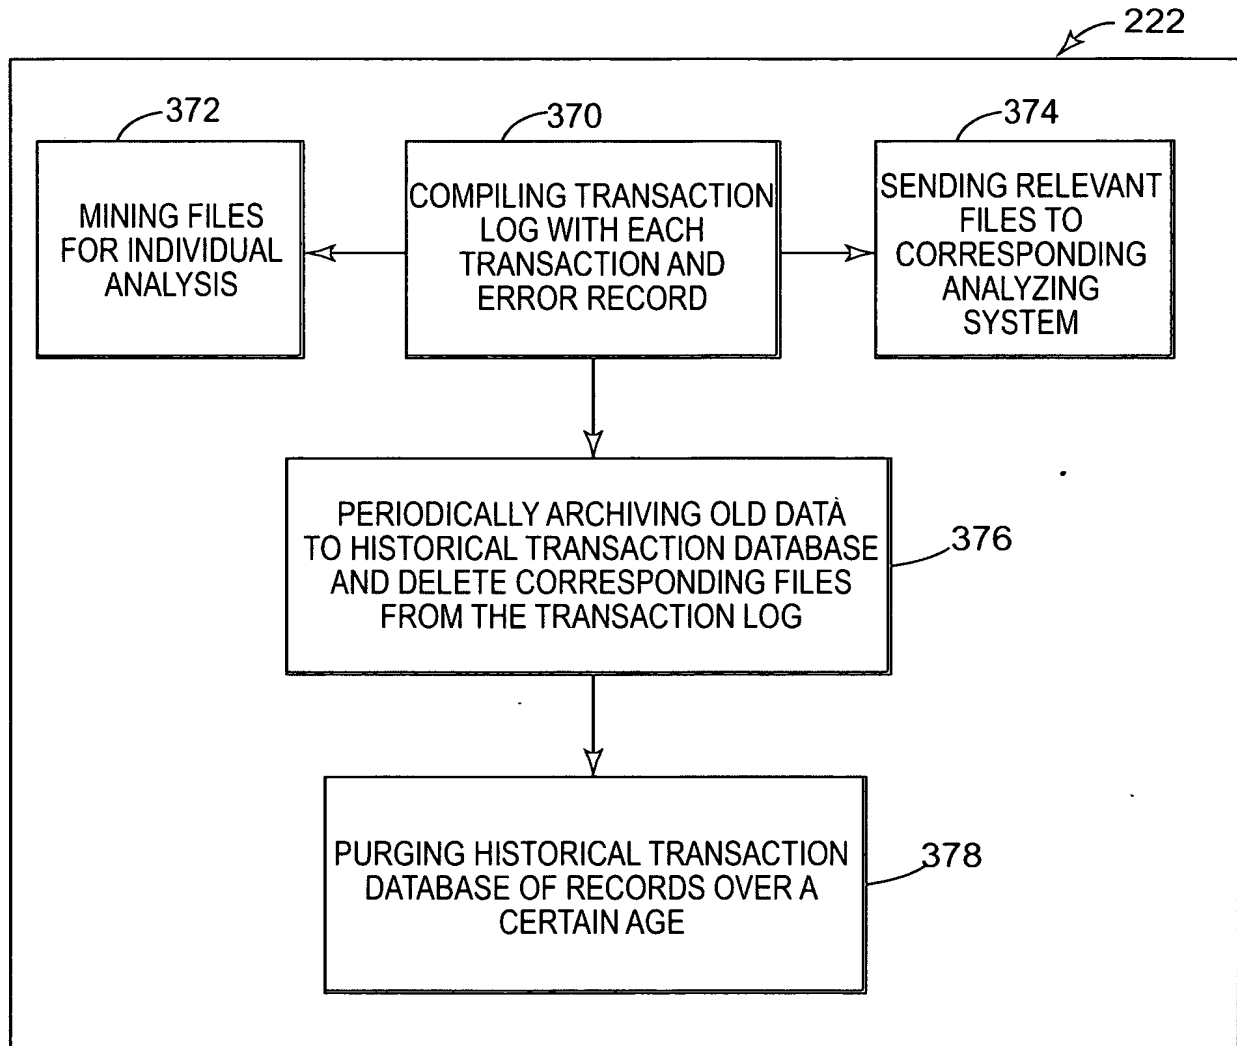 222
372
MINING FILES
FOR INDIVIDUAL
ANALYSIS
370
COMPILING TRANSACTION
LOG WITH EACH
TRANSACTION AND
ERROR RECORD
374
SENDING RELEVANT
FILES TO
CORRESPONDING
ANALYZING
SYSTEM
PERIODICALLY ARCHIVING OLD DATA
TO HISTORICAL TRANSACTION DATABASE
AND DELETE CORRESPONDING FILES
FROM THE TRANSACTION LOG
376
PURGING HISTORICAL TRANSACTION
DATABASE OF RECORDS OVER A
CERTAIN AGE
378